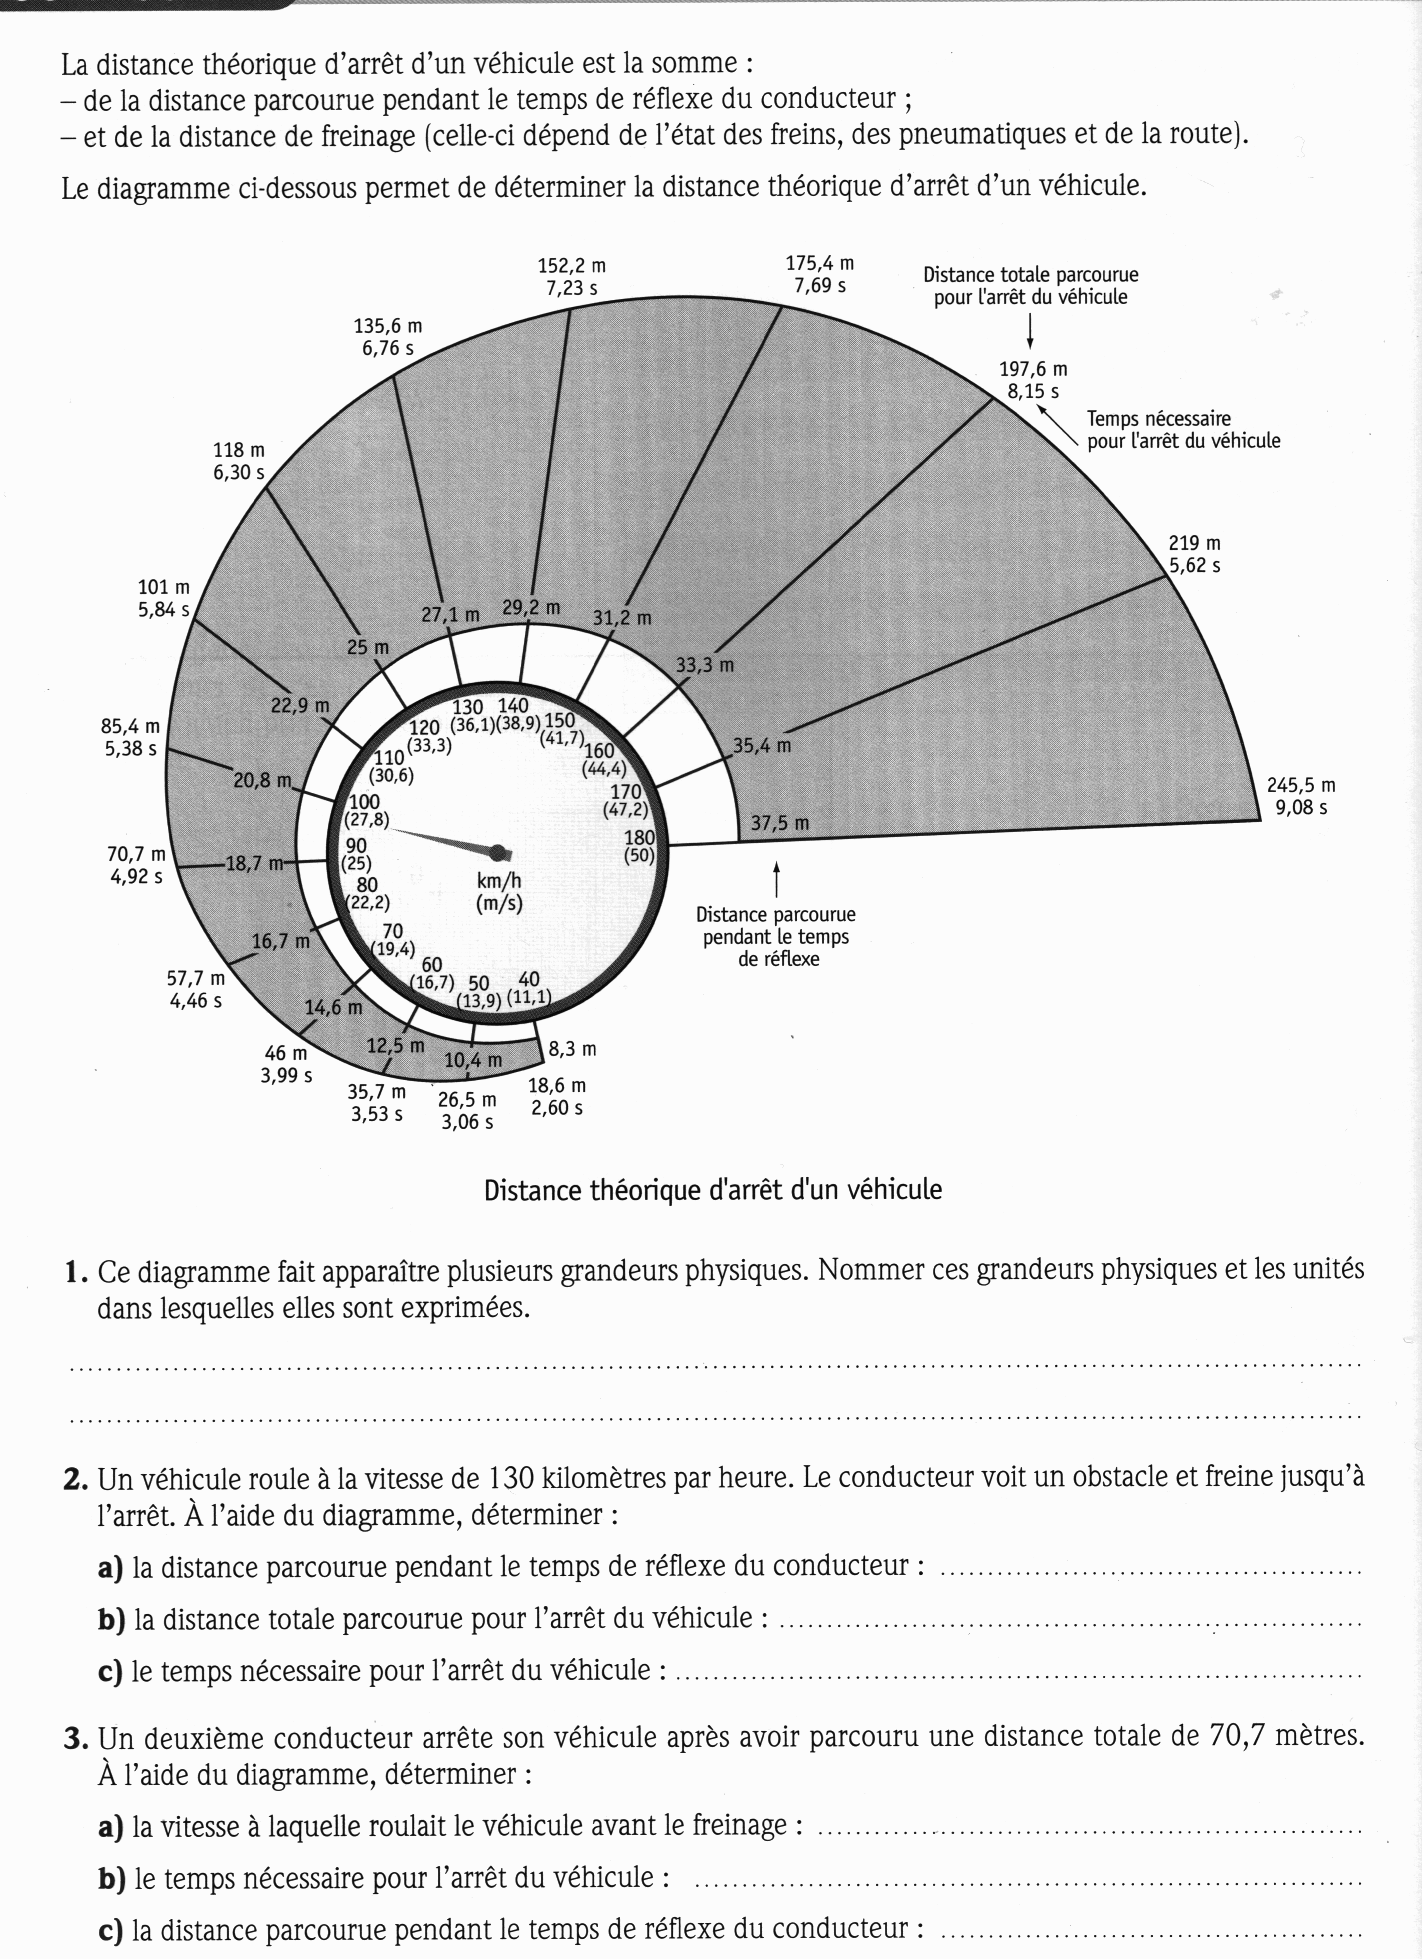 La distance théorique d'arrêt d'un véhicule est la somme :
– de la distance parcourue pendant le temps de réflexe du conducteur ;
– et de la distance de freinage (celle-ci dépend de l'état des freins, des pneumatiques et de la route).
Le diagramme ci-dessous permet de déterminer la distance théorique d'arrêt d'un véhicule.
152,2 m
7,23 s
175,4 m
7,69 s
Distance totale parcourue
pour l'arrêt du véhicule
135,6 m
6,76 s
197,6 m
8,15 s
Temps nécessaire
pour l'arrêt du véhicule
118 m
6,30 s
219 m
5,62 s
101 m
5,84 s
27,1 m
29,2 m
31,2 m
25 m
33,3 m
22,9 m
85,4 m
5,38 s
35,4 m
20,8 m
245,5 m
9,08 s
37,5 m
70,7 m
4,92 s
18,7 m
16,7 m
57,7 m
4,46 s
14,6 m
46 m
3,99 s
12,5 m
35,7 m
3,53 s
10,4 m
26,5 m
3,06 s
8,3 m
18,6 m
2,60 s
40
(11,1)
50
(13,9)
60
(16,7)
70
(19,4)
80
(22,2)
90
(25)
100
(27,8)
110
(30,6)
120
(33,3)
130
(36,1)
140
(38,9)
150
(41,7)
160
(44,4)
170
(47,2)
180
(50)
km/h
(m/s)
Distance parcourue
pendant le temps
de réflexe
Distance théorique d'arrêt d'un véhicule
1. Ce diagramme fait apparaître plusieurs grandeurs physiques. Nommer ces grandeurs physiques et les unités
dans lesquelles elles sont exprimées.
2. Un véhicule roule à la vitesse de 130 kilomètres par heure. Le conducteur voit un obstacle et freine jusqu'à
l'arrêt. À l'aide du diagramme, déterminer :
a) la distance parcourue pendant le temps de réflexe du conducteur :
b) la distance totale parcourue pour l'arrêt du véhicule :
c) le temps nécessaire pour l'arrêt du véhicule :
3. Un deuxième conducteur arrête son véhicule après avoir parcouru une distance totale de 70,7 mètres.
À l'aide du diagramme, déterminer :
a) la vitesse à laquelle roulait le véhicule avant le freinage :
b) le temps nécessaire pour l'arrêt du véhicule :
c) la distance parcourue pendant le temps de réflexe du conducteur :